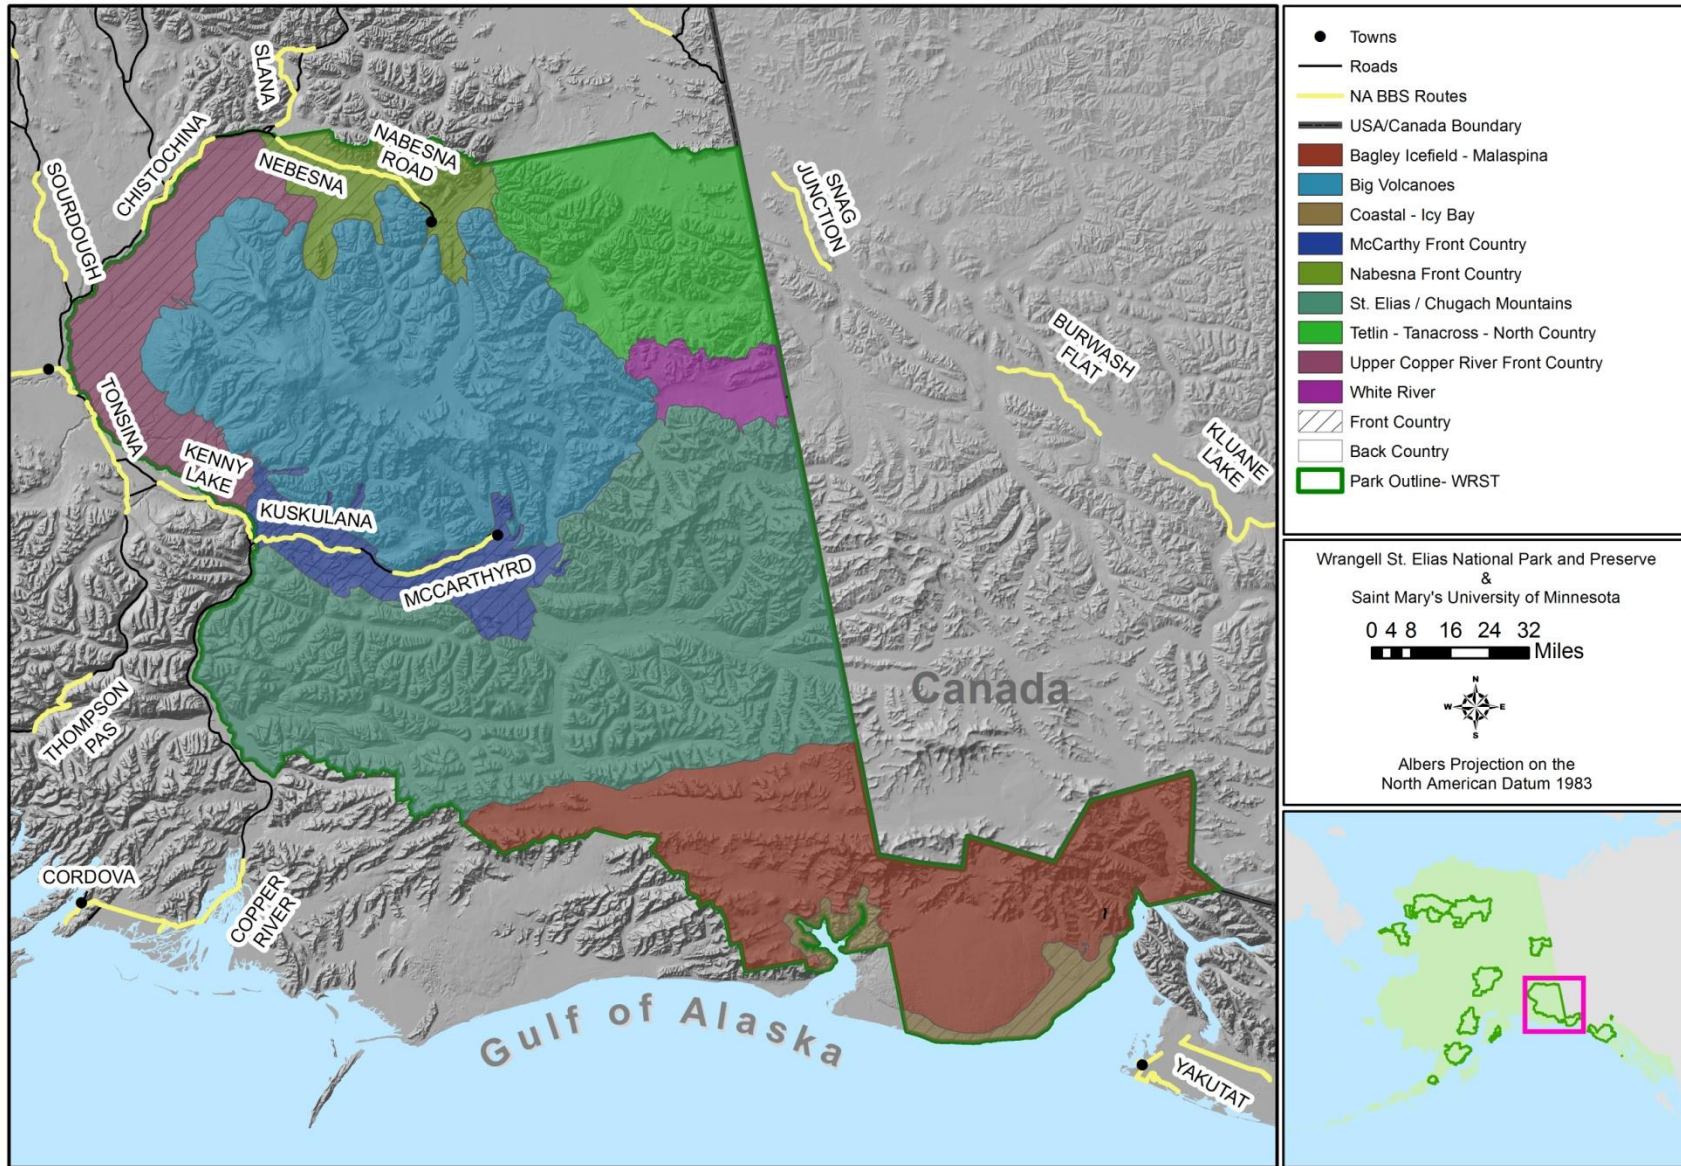 SLANA
CHISTOCHINA
SOURDOUGH
NEBESNA
NABESNA
ROAD
SNAG
JUNCTION
BURWASH
FLAT
KLUANE
LAKE
TONSINA
KENNY
LAKE
KUSKULANA
MCCARTHYRD
THOMPSON
PAS
CORDOVA
COPPER
RIVER
YAKUTAT
Canada
Gulf of Alaska
Towns
Roads
NA BBS Routes
USA/Canada Boundary
Bagley Icefield - Malaspina
Big Volcanoes
Coastal - Icy Bay
McCarthy Front Country
Nabesna Front Country
St. Elias / Chugach Mountains
Tetlin - Tanacross - North Country
Upper Copper River Front Country
White River
Front Country
Back Country
Park Outline- WRST
Wrangell St. Elias National Park and Preserve
&
Saint Mary's University of Minnesota
0 4 8 16 24 32
Miles
N
W E
S
Albers Projection on the
North American Datum 1983